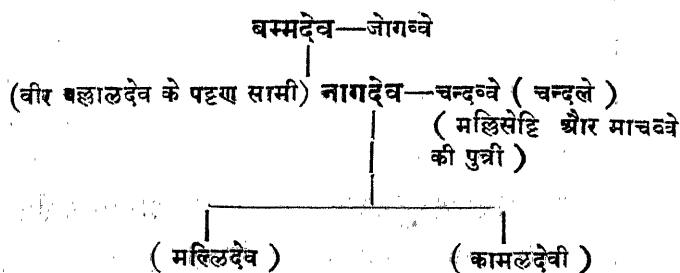 बम्मदेव—जोगव्वे
(वीर बल्लालदेव के पट्टण सामी) नागदेव—चन्दव्वे ( चन्दले )
( मल्लिसेट्टि और माचव्वे
की पुत्री )
( मल्लिदेव ) ( कामलदेवी )